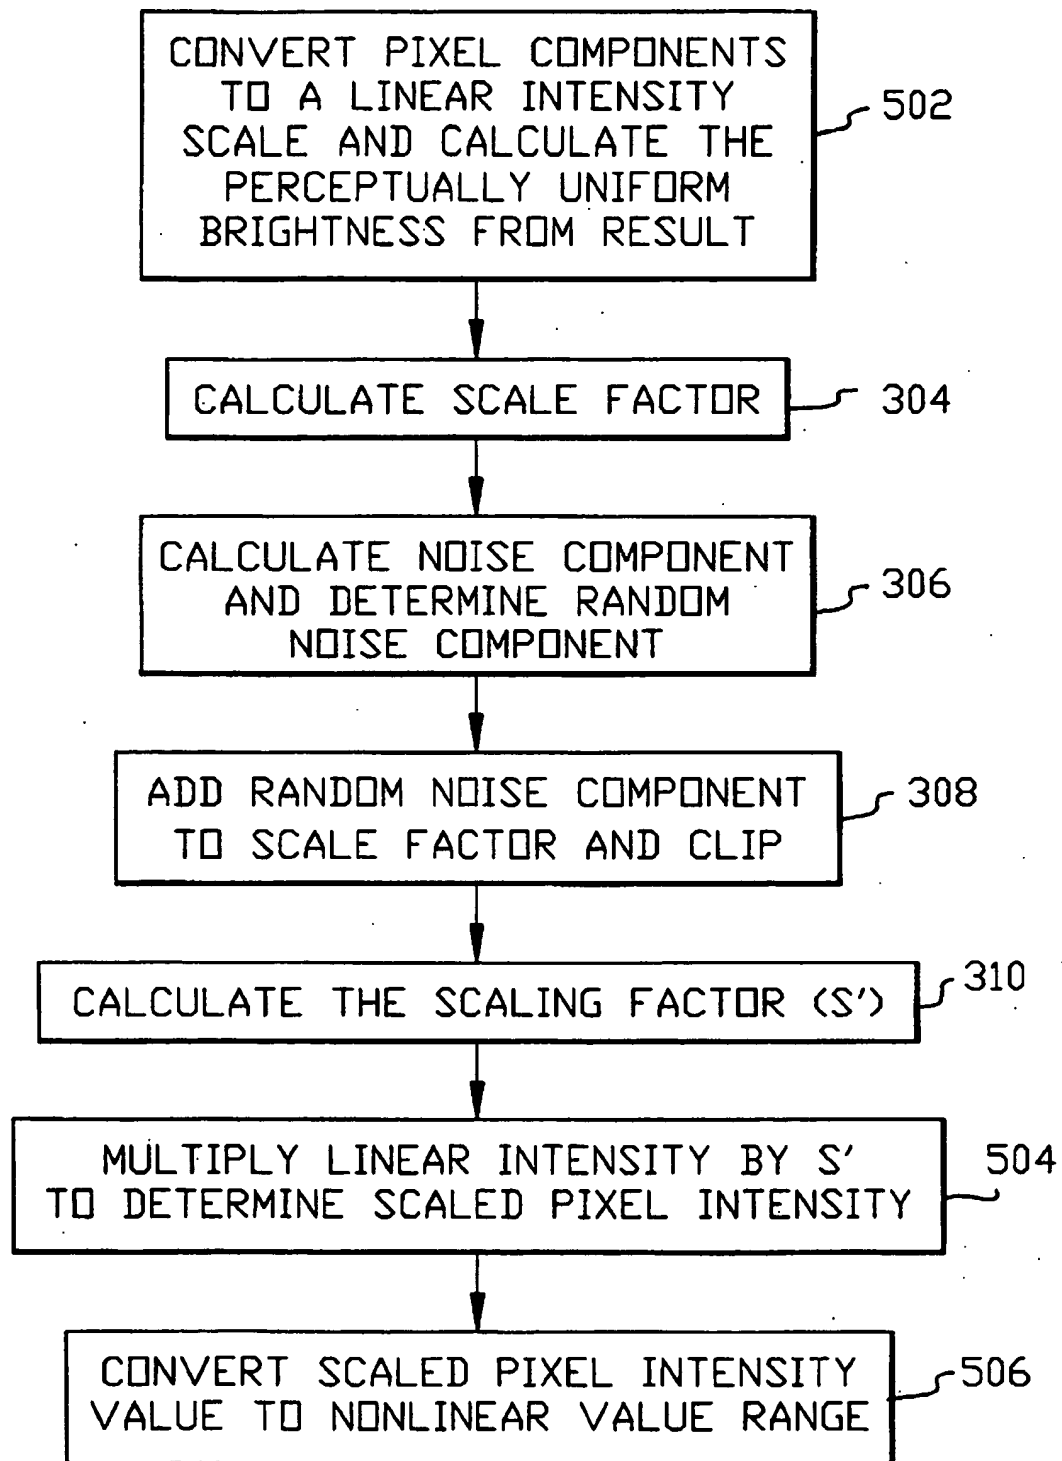 CONVERT PIXEL COMPONENTS
TO A LINEAR INTENSITY
SCALE AND CALCULATE THE
PERCEPTUALLY UNIFORM
BRIGHTNESS FROM RESULT
502
CALCULATE SCALE FACTOR
304
CALCULATE NOISE COMPONENT
AND DETERMINE RANDOM
NOISE COMPONENT
306
ADD RANDOM NOISE COMPONENT
TO SCALE FACTOR AND CLIP
308
CALCULATE THE SCALING FACTOR (S')
310
MULTIPLY LINEAR INTENSITY BY S'
TO DETERMINE SCALED PIXEL INTENSITY
504
CONVERT SCALED PIXEL INTENSITY
VALUE TO NONLINEAR VALUE RANGE
506